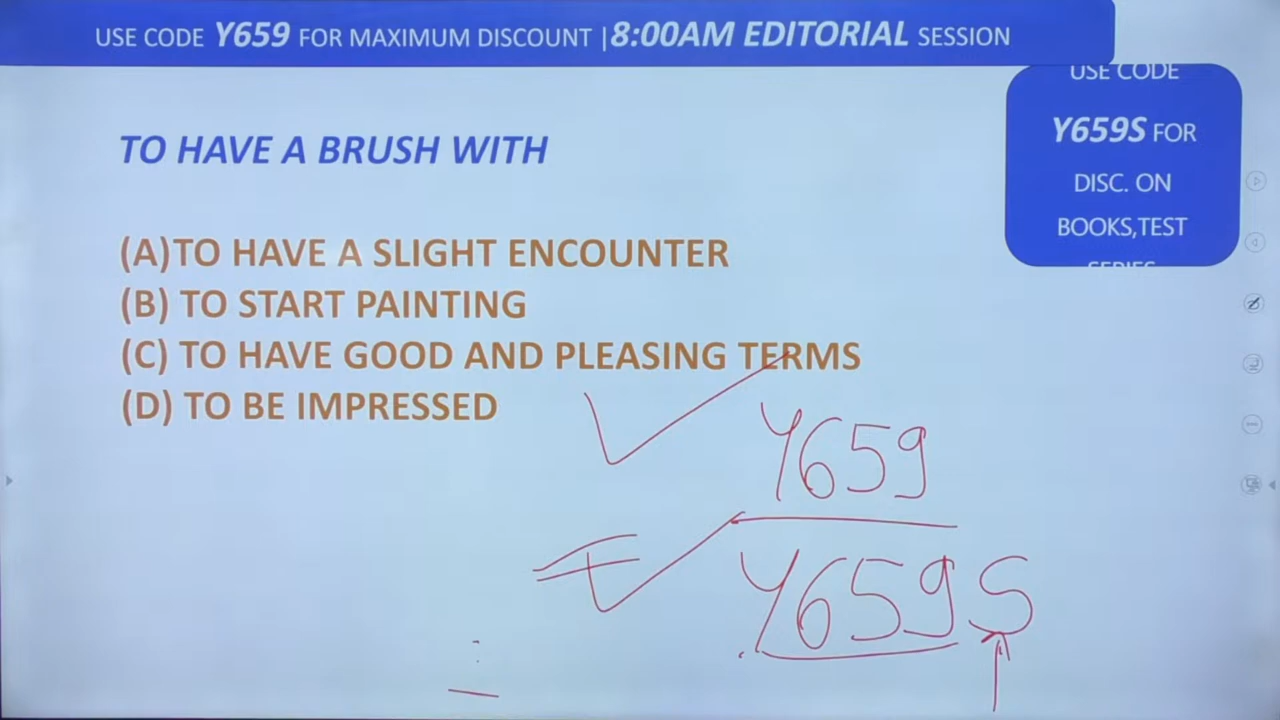 USE CODE Y659 FOR MAXIMUM DISCOUNT |8:00AM EDITORIAL SESSION
USE CODE
Y659S FOR
DISC. ON
BOOKS,TEST
SERIES
TO HAVE A BRUSH WITH
(A)TO HAVE A SLIGHT ENCOUNTER
(B) TO START PAINTING
(C) TO HAVE GOOD AND PLEASING TERMS
(D) TO BE IMPRESSED
Y659
Y659S